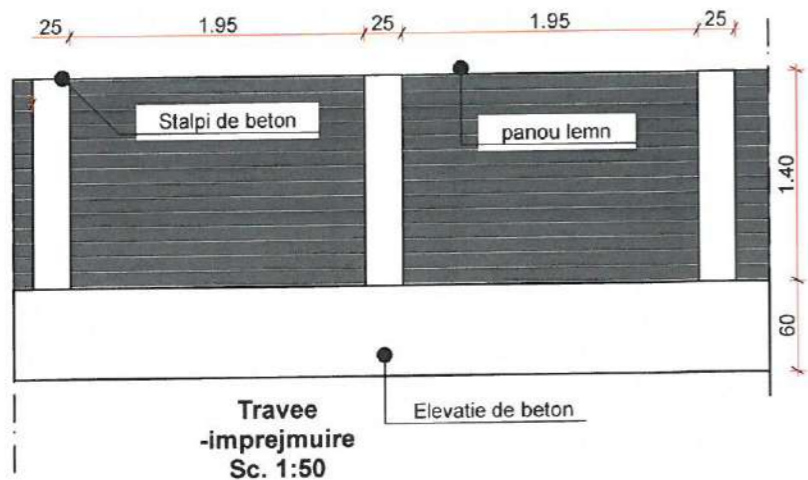 25 1.95 25 1.95 25
Stalpi de beton
panou lemn
1.40
60
Elevatie de beton
Travee
-imprejmuire
Sc. 1:50